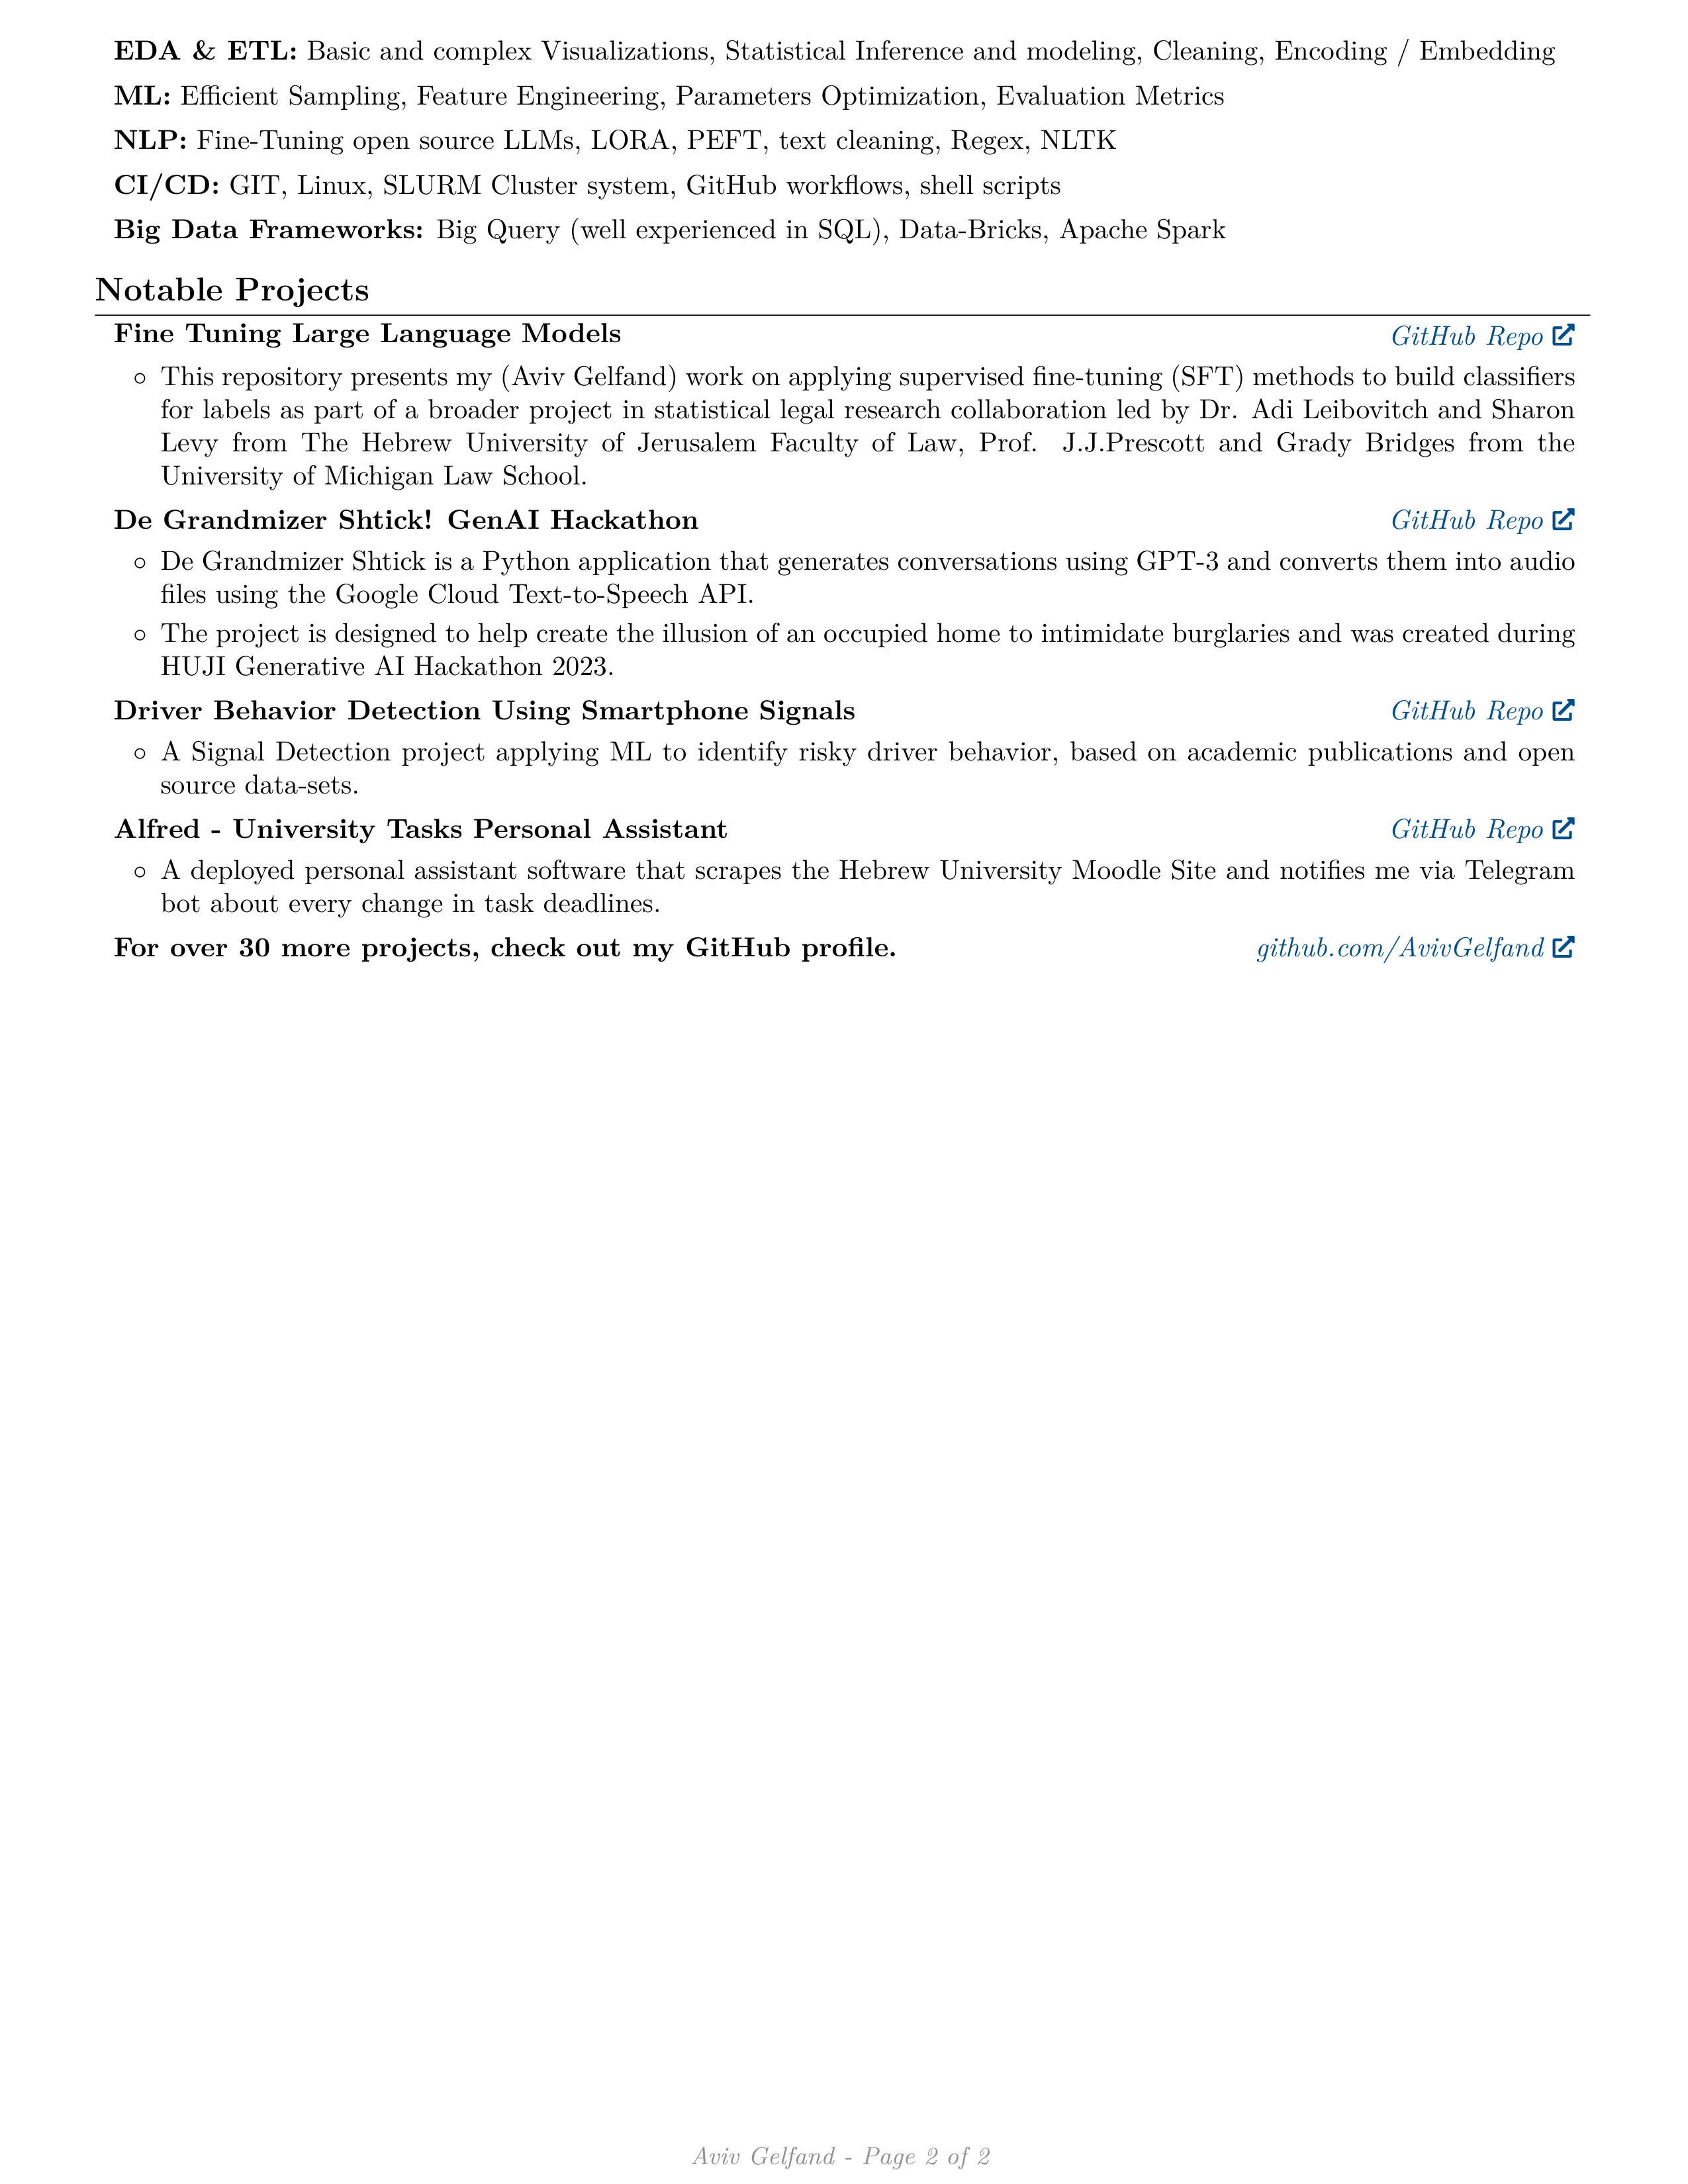 EDA & ETL: Basic and complex Visualizations, Statistical Inference and modeling, Cleaning, Encoding / Embedding
ML: Efficient Sampling, Feature Engineering, Parameters Optimization, Evaluation Metrics
NLP: Fine-Tuning open source LLMs, LORA, PEFT, text cleaning, Regex, NLTK
CI/CD: GIT, Linux, SLURM Cluster system, GitHub workflows, shell scripts
Big Data Frameworks: Big Query (well experienced in SQL), Data-Bricks, Apache Spark
Notable Projects
Fine Tuning Large Language Models GitHub Repo
○ This repository presents my (Aviv Gelfand) work on applying supervised fine-tuning (SFT) methods to build classifiers
for labels as part of a broader project in statistical legal research collaboration led by Dr. Adi Leibovitch and Sharon
Levy from The Hebrew University of Jerusalem Faculty of Law, Prof. J.J.Prescott and Grady Bridges from the
University of Michigan Law School.
De Grandmizer Shtick! GenAI Hackathon GitHub Repo
○ De Grandmizer Shtick is a Python application that generates conversations using GPT-3 and converts them into audio
files using the Google Cloud Text-to-Speech API.
○ The project is designed to help create the illusion of an occupied home to intimidate burglaries and was created during
HUJI Generative AI Hackathon 2023.
Driver Behavior Detection Using Smartphone Signals GitHub Repo
○ A Signal Detection project applying ML to identify risky driver behavior, based on academic publications and open
source data-sets.
Alfred - University Tasks Personal Assistant GitHub Repo
○ A deployed personal assistant software that scrapes the Hebrew University Moodle Site and notifies me via Telegram
bot about every change in task deadlines.
For over 30 more projects, check out my GitHub profile. github.com/AvivGelfand
Aviv Gelfand - Page 2 of 2